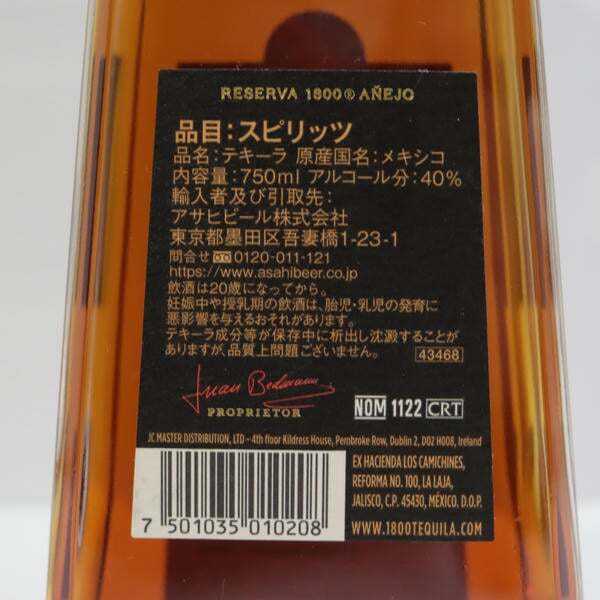 RESERVA 1800® AÑEJO
品目：スピリッツ
品名：テキーラ 原産国名：メキシコ
内容量：750ml アルコール分：40%
輸入者及び引取先：
アサヒビール株式会社
東京都墨田区吾妻橋1-23-1
問合せ 0120-011-121
https://www.asahibeer.co.jp
飲酒は20歳になってから。
妊娠中や授乳期の飲酒は、胎児・乳児の発育に
悪影響を与えるおそれがあります。
テキーラ成分等が保存中に析出し沈澱することが
ありますが、品質上問題ございません。
43468
Juan Beckmann
PROPRIETOR
NOM 1122 CRT
JC MASTER DISTRIBUTION, LTD - 4th floor Kildress House, Pembroke Row, Dublin 2, D02 H008, Ireland
EX HACIENDA LOS CAMICHINES,
REFORMA NO. 100, LA LAJA,
JALISCO, C.P. 45430, MÉXICO. D.O.P.
7 501035 010208
WWW.1800TEQUILA.COM